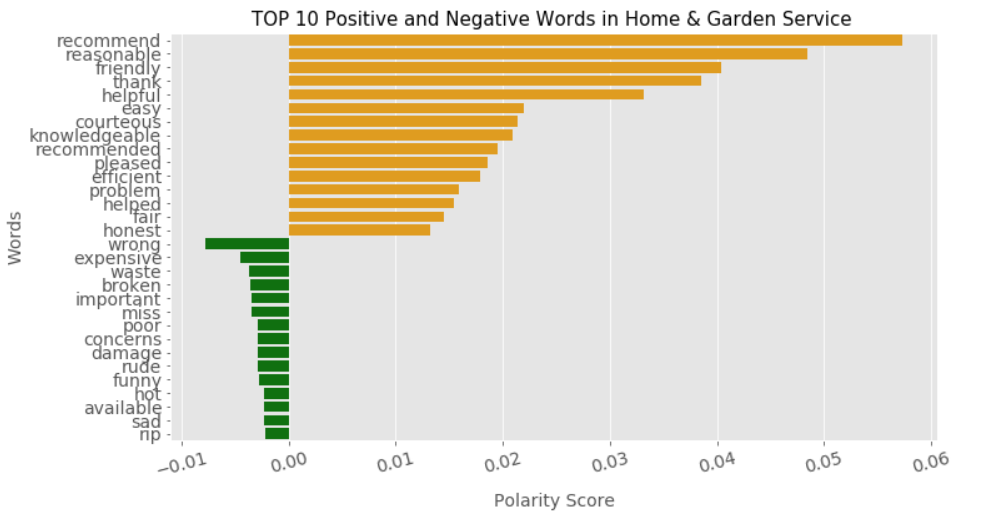 TOP 10 Positive and Negative Words in Home & Garden Service
recommend
reasonable
friendly
thank
helpful
easy
courteous
knowledgeable
recommended
pleased
efficient
problem
helped
fair
honest
wrong
expensive
waste
broken
important
miss
poor
concerns
damage
rude
funny
hot
available
sad
rip
Words
−0.01 0.00 0.01 0.02 0.03 0.04 0.05 0.06
Polarity Score